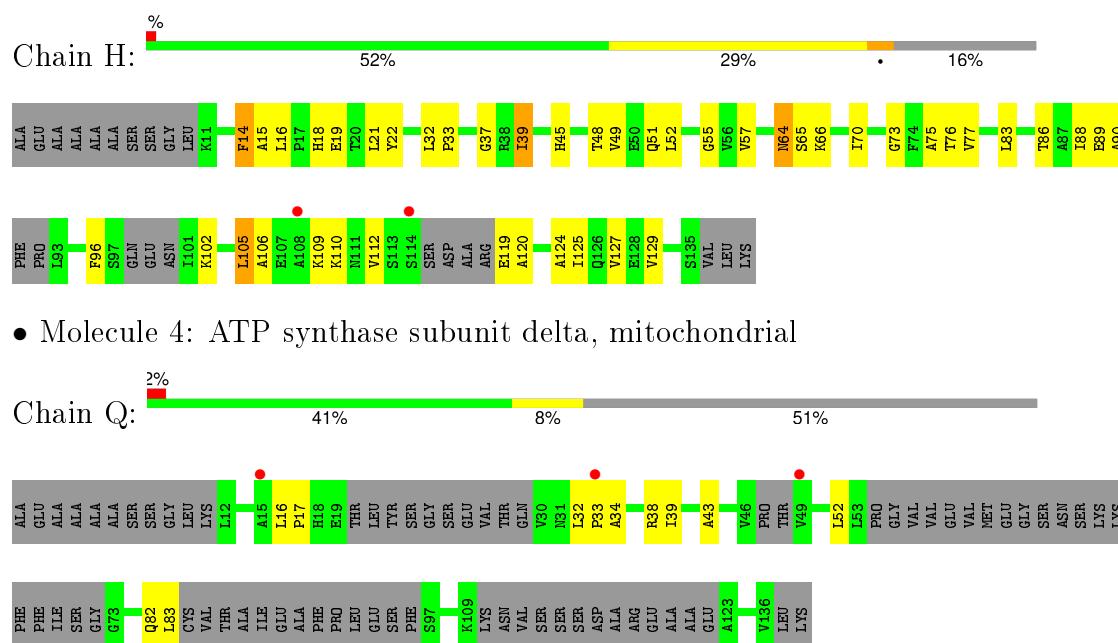 %
Chain H:
52% 29% • 16%
ALA GLU ALA ALA ALA ALA SER SER GLY LEU K11 F14 A15 L16 P17 H18 E19 T20 L21 Y22 L32 P33 G37 R38 I39 H45 T48 V49 E50 Q51 L52 G55 V56 V57 N64 S65 K66 I70 G73 F74 A75 T76 V77 L83 T86 A87 I88 E89 A90
PHE PRO L93 F96 S97 GLN GLU ASN I101 K102 L105 A106 E107 A108 K109 K110 N111 V112 S113 S114 SER ASP ALA ARG E119 A120 A124 I125 Q126 V127 E128 V129 S135 VAL LEU LYS
• Molecule 4: ATP synthase subunit delta, mitochondrial
2%
Chain Q:
41% 8% 51%
ALA GLU ALA ALA ALA ALA SER SER GLY LEU LYS L12 A15 L16 P17 H18 E19 THR LEU TYR SER GLY SER GLU VAL THR GLN V30 N31 L32 P33 A34 R38 I39 A43 V46 PRO THR V49 L52 L53 PRO GLY VAL VAL GLU VAL MET GLU GLY SER ASN SER LYS LYS
PHE PHE ILE SER GLY G73 Q82 L83 CYS VAL THR ALA ILE GLU ALA PHE PRO LEU GLU SER PHE S97 K109 LYS ASN VAL SER SER SER ASP ALA ARG GLU ALA ALA GLU A123 V136 LEU LYS